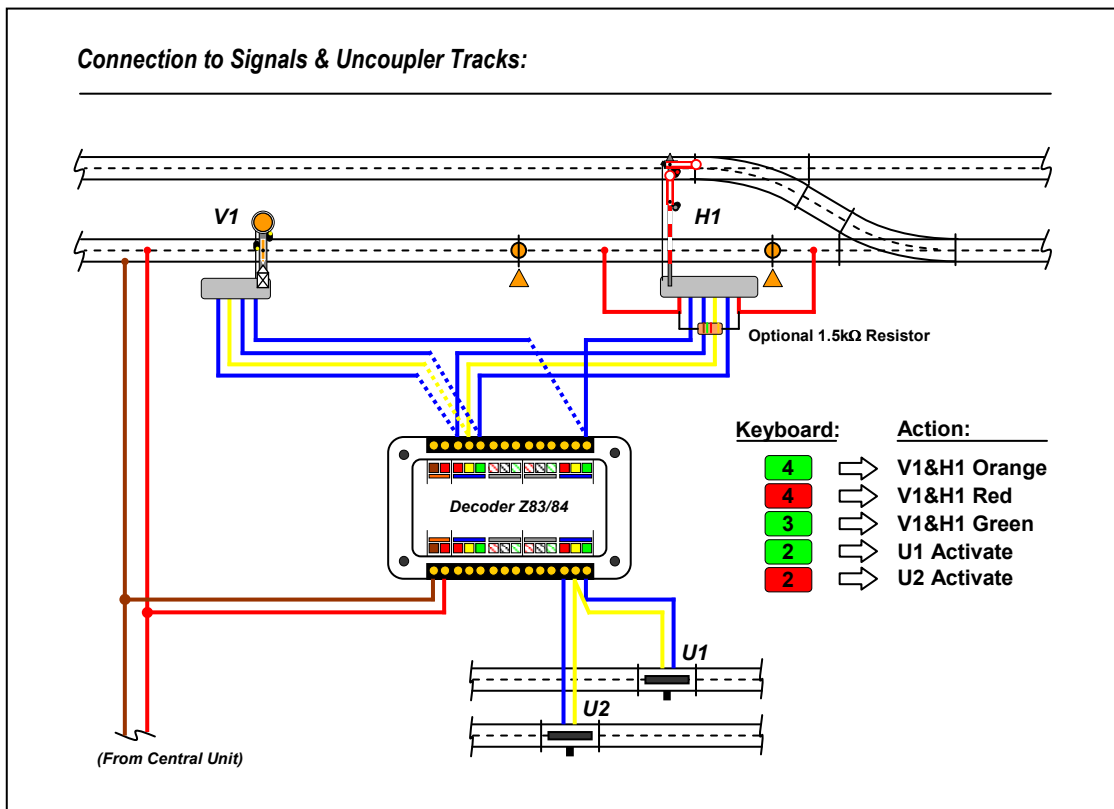 Connection to Signals & Uncoupler Tracks:
V1
H1
Optional 1.5kΩ Resistor
Keyboard:
Action:
4
V1&H1 Orange
4
V1&H1 Red
3
V1&H1 Green
2
U1 Activate
2
U2 Activate
Decoder Z83/84
U1
U2
(From Central Unit)